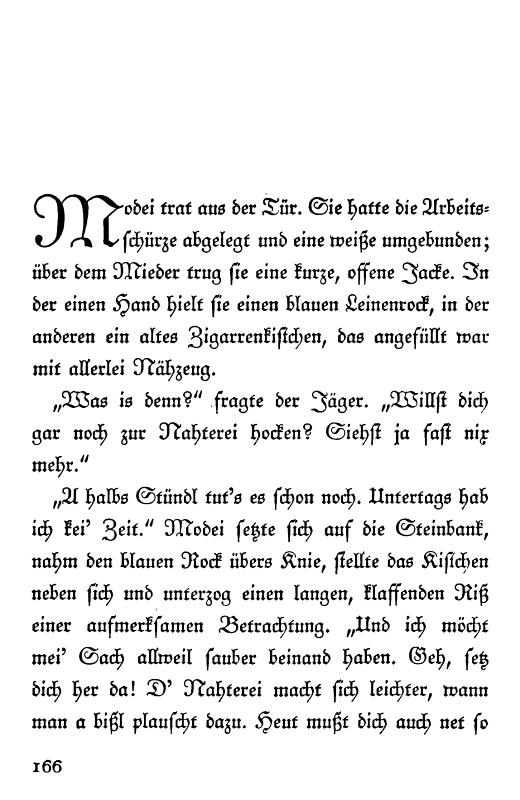 Modei trat aus der Tür. Sie hatte die Arbeits-
schürze abgelegt und eine weiße umgebunden;
über dem Mieder trug sie eine kurze, offene Jacke. In
der einen Hand hielt sie einen blauen Leinenrock, in der
anderen ein altes Zigarrenkistchen, das angefüllt war
mit allerlei Nähzeug.
„Was is denn?“ fragte der Jäger. „Willst dich
gar noch zur Nahterei hocken? Siehst ja fast nix
mehr.“
„A halbs Stündl tut’s es schon noch. Untertags hab
ich kei’ Zeit.“ Modei setzte sich auf die Steinbank,
nahm den blauen Rock übers Knie, stellte das Kistchen
neben sich und unterzog einen langen, klaffenden Riß
einer aufmerksamen Betrachtung. „Und ich möcht
mei’ Sach allweil sauber beinand haben. Geh, setz
dich her da! D’ Nahterei macht sich leichter, wann
man a bißl plauscht dazu. Heut mußt dich auch net so
166